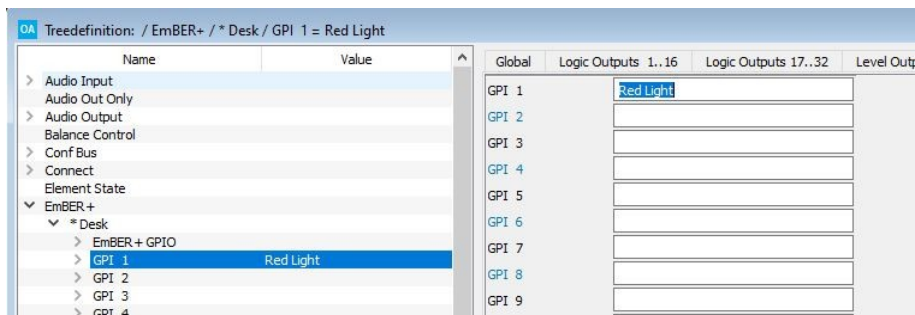 OA Treedefinition: / EmBER+ / * Desk / GPI 1 = Red Light
Name Value
Audio Input
Audio Out Only
Audio Output
Balance Control
Conf Bus
Connect
Element State
EmBER+
* Desk
EmBER+ GPIO
GPI 1 Red Light
GPI 2
GPI 3
GPI 4
Global Logic Outputs 1..16 Logic Outputs 17..32 Level Outp
GPI 1 Red Light
GPI 2
GPI 3
GPI 4
GPI 5
GPI 6
GPI 7
GPI 8
GPI 9